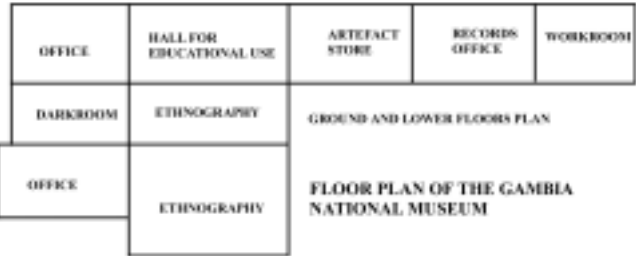 OFFICE
HALL FOR
EDUCATIONAL USE
ARTEFACT
STORE
RECORDS
OFFICE
WORKROOM
DARKROOM
ETHNOGRAPHY
GROUND AND LOWER FLOORS PLAN
OFFICE
ETHNOGRAPHY
FLOOR PLAN OF THE GAMBIA
NATIONAL MUSEUM